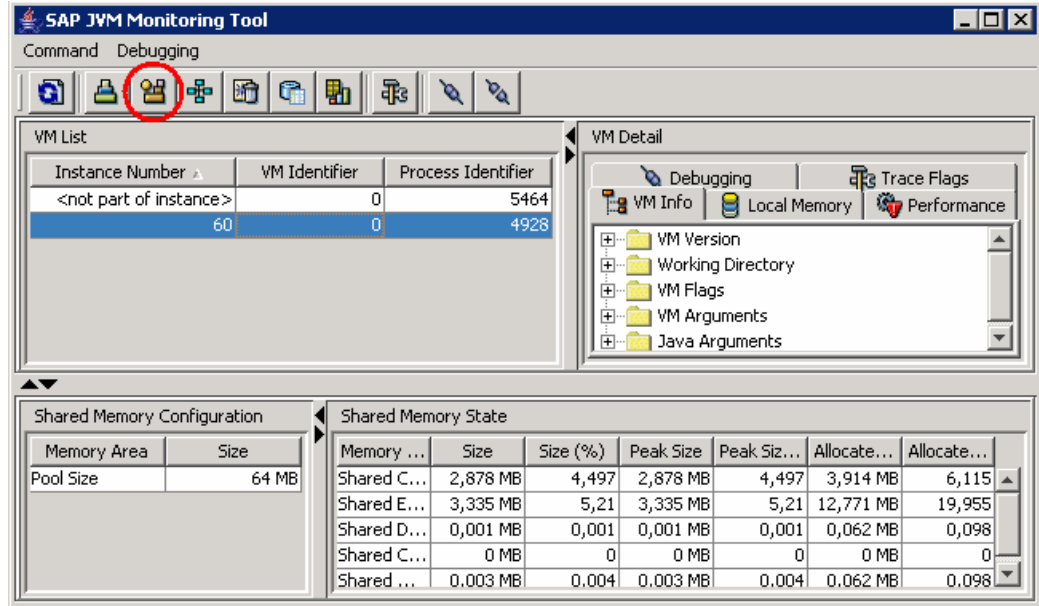 SAP JVM Monitoring Tool
Command Debugging
VM List
Instance Number VM Identifier Process Identifier
<not part of instance> 0 5464
60 0 4928
VM Detail
Debugging Trace Flags
VM Info Local Memory Performance
VM Version
Working Directory
VM Flags
VM Arguments
Java Arguments
Shared Memory Configuration
Memory Area Size
Pool Size 64 MB
Shared Memory State
Memory ... Size Size (%) Peak Size Peak Siz... Allocate... Allocate...
Shared C... 2,878 MB 4,497 2,878 MB 4,497 3,914 MB 6,115
Shared E... 3,335 MB 5,21 3,335 MB 5,21 12,771 MB 19,955
Shared D... 0,001 MB 0,001 0,001 MB 0,001 0,062 MB 0,098
Shared C... 0 MB 0 0 MB 0 0 MB 0
Shared ... 0,003 MB 0,004 0,003 MB 0,004 0,062 MB 0,098